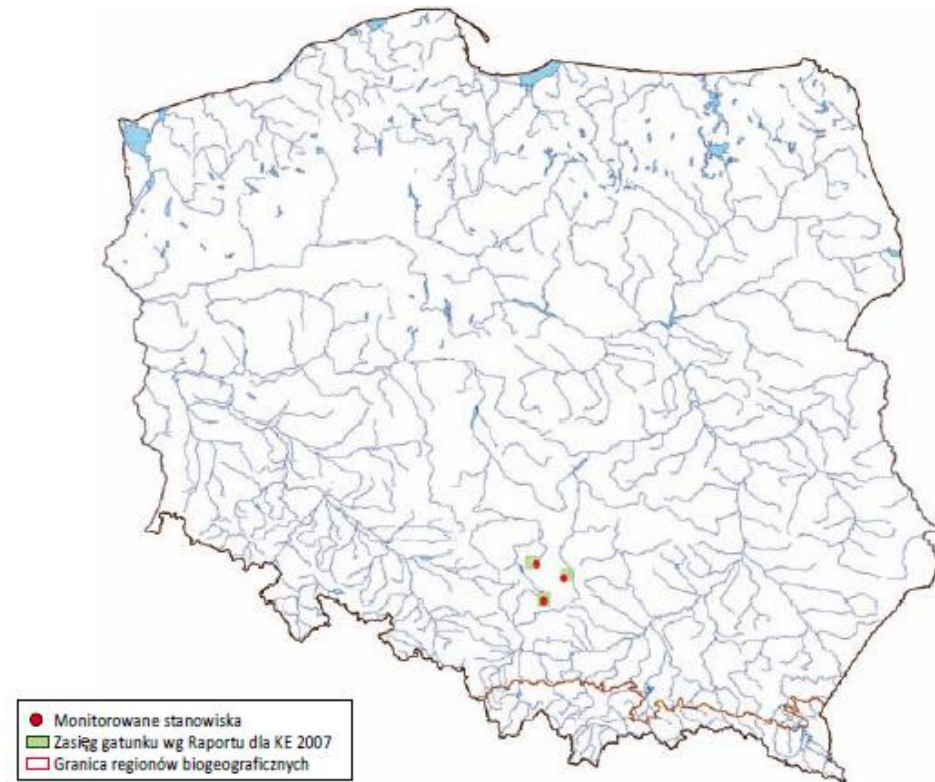 Monitorowane stanowiska
Zasięg gatunku wg Raportu dla KE 2007
Granica regionów biogeograficznych